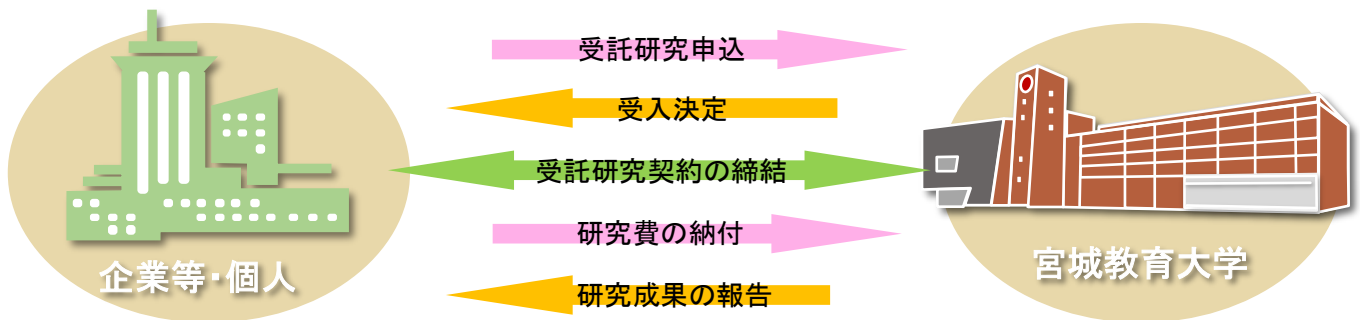 受託研究申込
受入決定
受託研究契約の締結
研究費の納付
研究成果の報告
企業等・個人
宮城教育大学